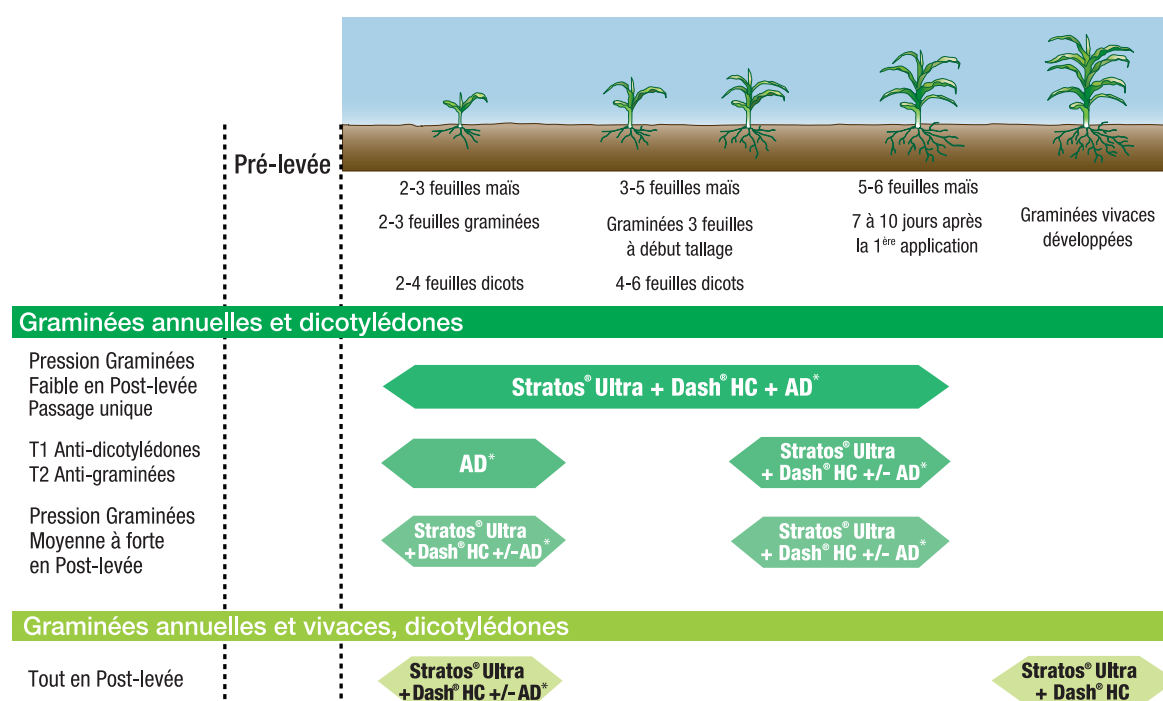 Pré-levée
2-3 feuilles maïs
2-3 feuilles graminées
2-4 feuilles dicots
3-5 feuilles maïs
Graminées 3 feuilles
à début tallage
4-6 feuilles dicots
5-6 feuilles maïs
7 à 10 jours après
la 1ère application
Graminées vivaces
développées
Graminées annuelles et dicotylédones
Pression Graminées
Faible en Post-levée
Passage unique
Stratos® Ultra + Dash® HC + AD*
T1 Anti-dicotylédones
T2 Anti-graminées
AD*
Stratos® Ultra
+ Dash® HC +/- AD*
Pression Graminées
Moyenne à forte
en Post-levée
Stratos® Ultra
+Dash® HC +/-AD*
Stratos® Ultra
+ Dash® HC +/- AD*
Graminées annuelles et vivaces, dicotylédones
Tout en Post-levée
Stratos® Ultra
+Dash® HC +/-AD*
Stratos® Ultra
+ Dash® HC